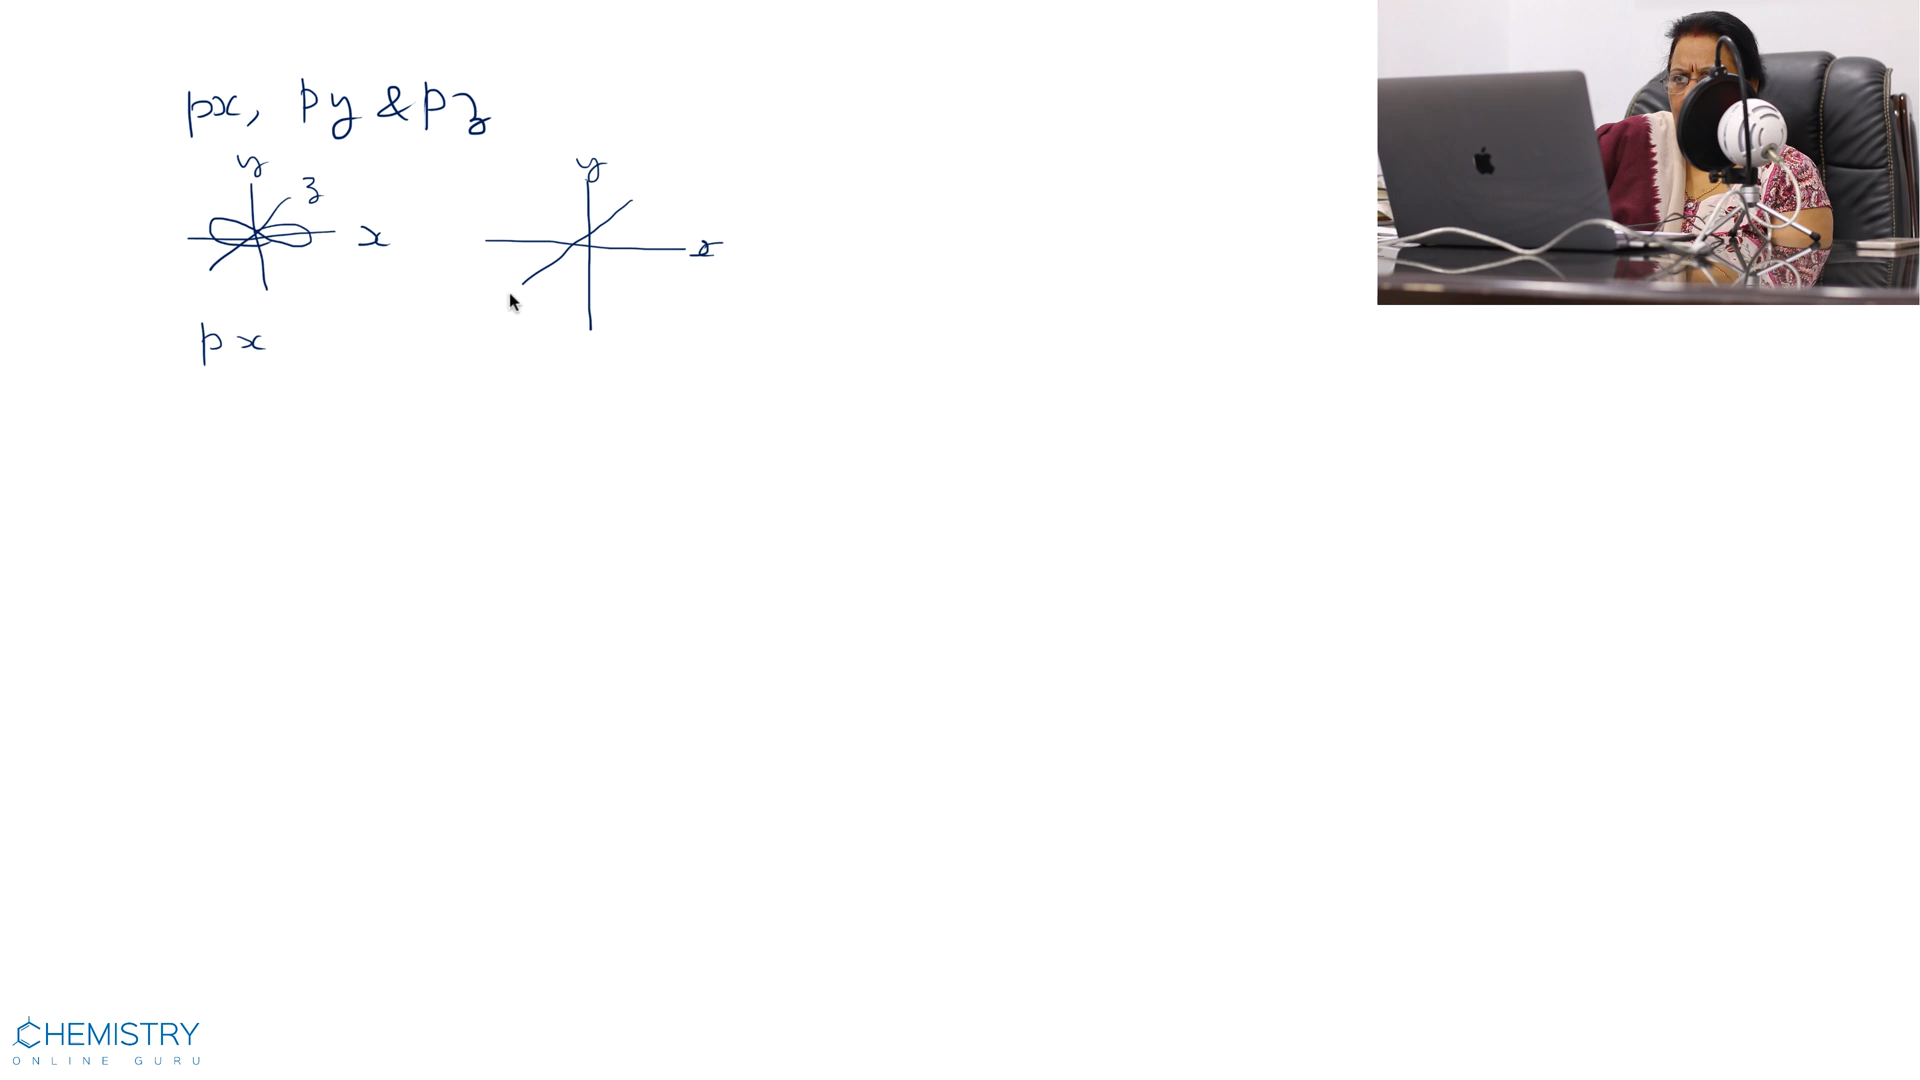 px, py & pz
y
z
x
y
x
px
CHEMISTRY
ONLINE GURU